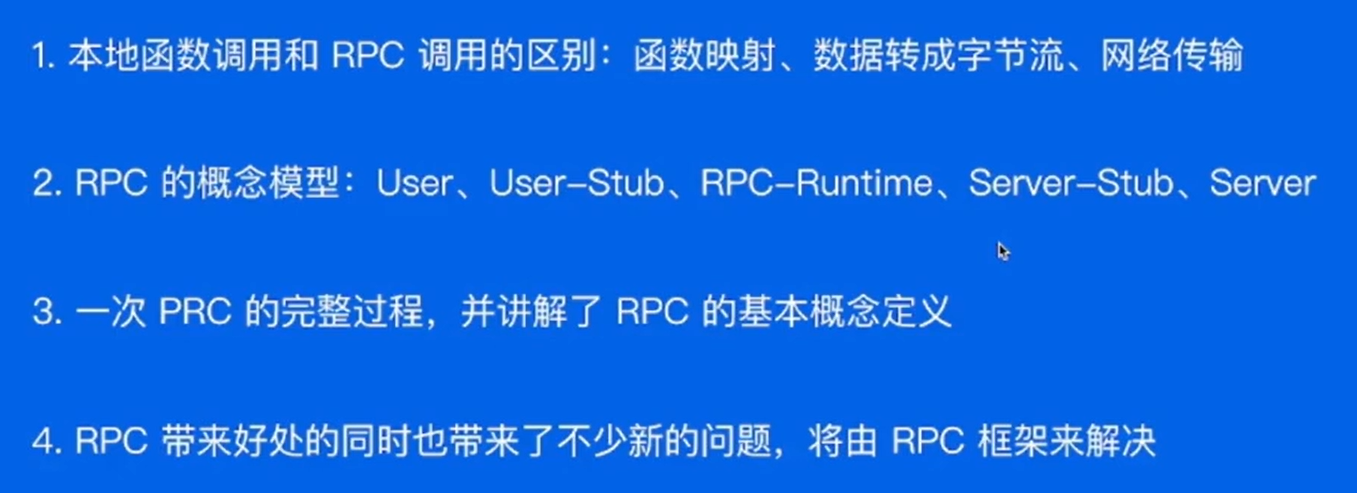 1. 本地函数调用和 RPC 调用的区别：函数映射、数据转成字节流、网络传输
2. RPC 的概念模型：User、User-Stub、RPC-Runtime、Server-Stub、Server
3. 一次 PRC 的完整过程，并讲解了 RPC 的基本概念定义
4. RPC 带来好处的同时也带来了不少新的问题，将由 RPC 框架来解决